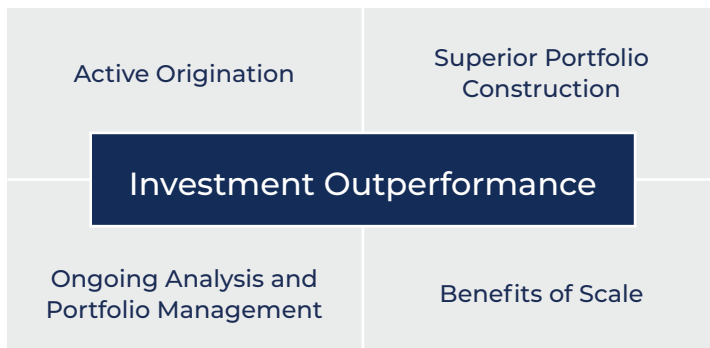 Active Origination
Superior Portfolio
Construction
Investment Outperformance
Ongoing Analysis and
Portfolio Management
Benefits of Scale